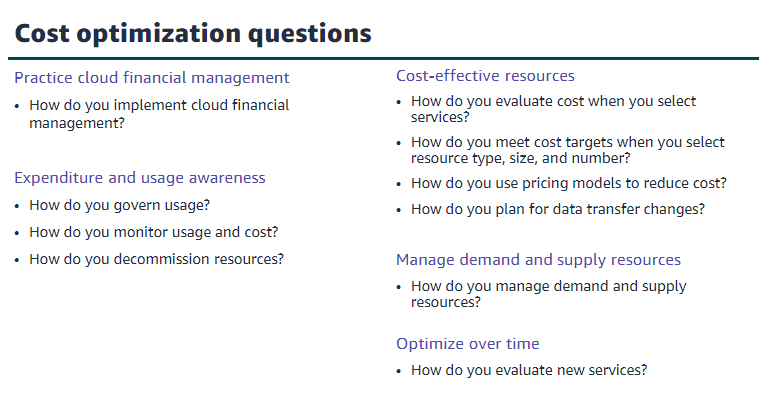 Cost optimization questions
Practice cloud financial management
• How do you implement cloud financial
management?
Expenditure and usage awareness
• How do you govern usage?
• How do you monitor usage and cost?
• How do you decommission resources?
Cost-effective resources
• How do you evaluate cost when you select
services?
• How do you meet cost targets when you select
resource type, size, and number?
• How do you use pricing models to reduce cost?
• How do you plan for data transfer changes?
Manage demand and supply resources
• How do you manage demand and supply
resources?
Optimize over time
• How do you evaluate new services?